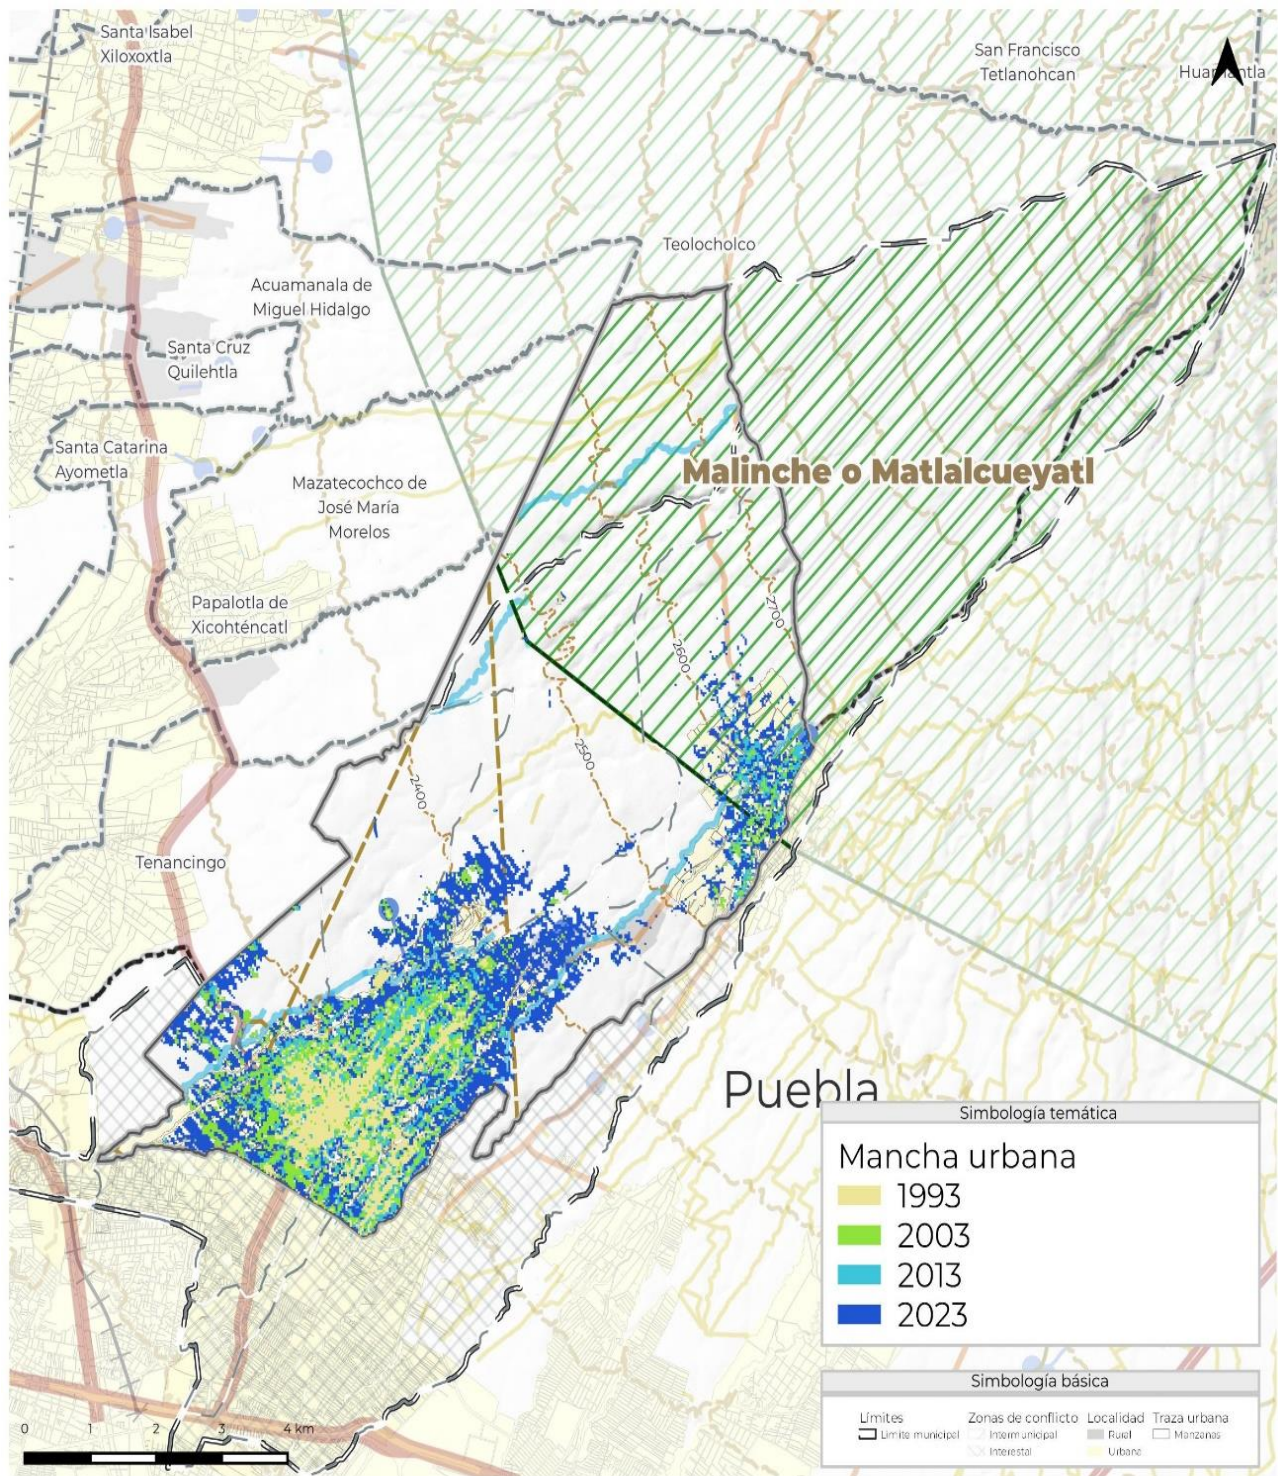 Santa Isabel
Xiloxoxtla
San Francisco
Tetlanohcan
Huamantla
Teolocholco
Acuamanala de
Miguel Hidalgo
Santa Cruz
Quilehtla
Santa Catarina
Ayometla
Malinche o Matlalcueyatl
Mazatecochco de
José María
Morelos
Papalotla de
Xicohténcatl
2700
2600
2500
2400
Tenancingo
Puebla
Simbología temática
Mancha urbana
1993
2003
2013
2023
Simbología básica
Límites
Limite municipal
Zonas de conflicto
Intermunicipal
Interestal
Localidad
Rural
Urbana
Traza urbana
Manzanas
0 1 2 3 4 km